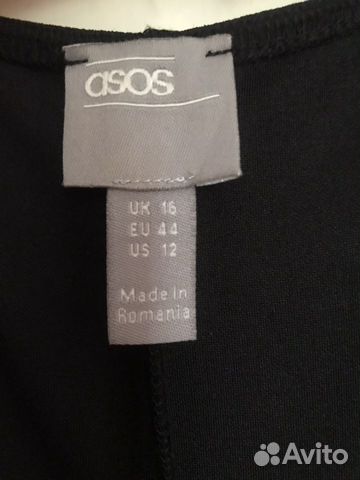 asos
UK 16
EU 44
US 12
Made in
Romania
Avito